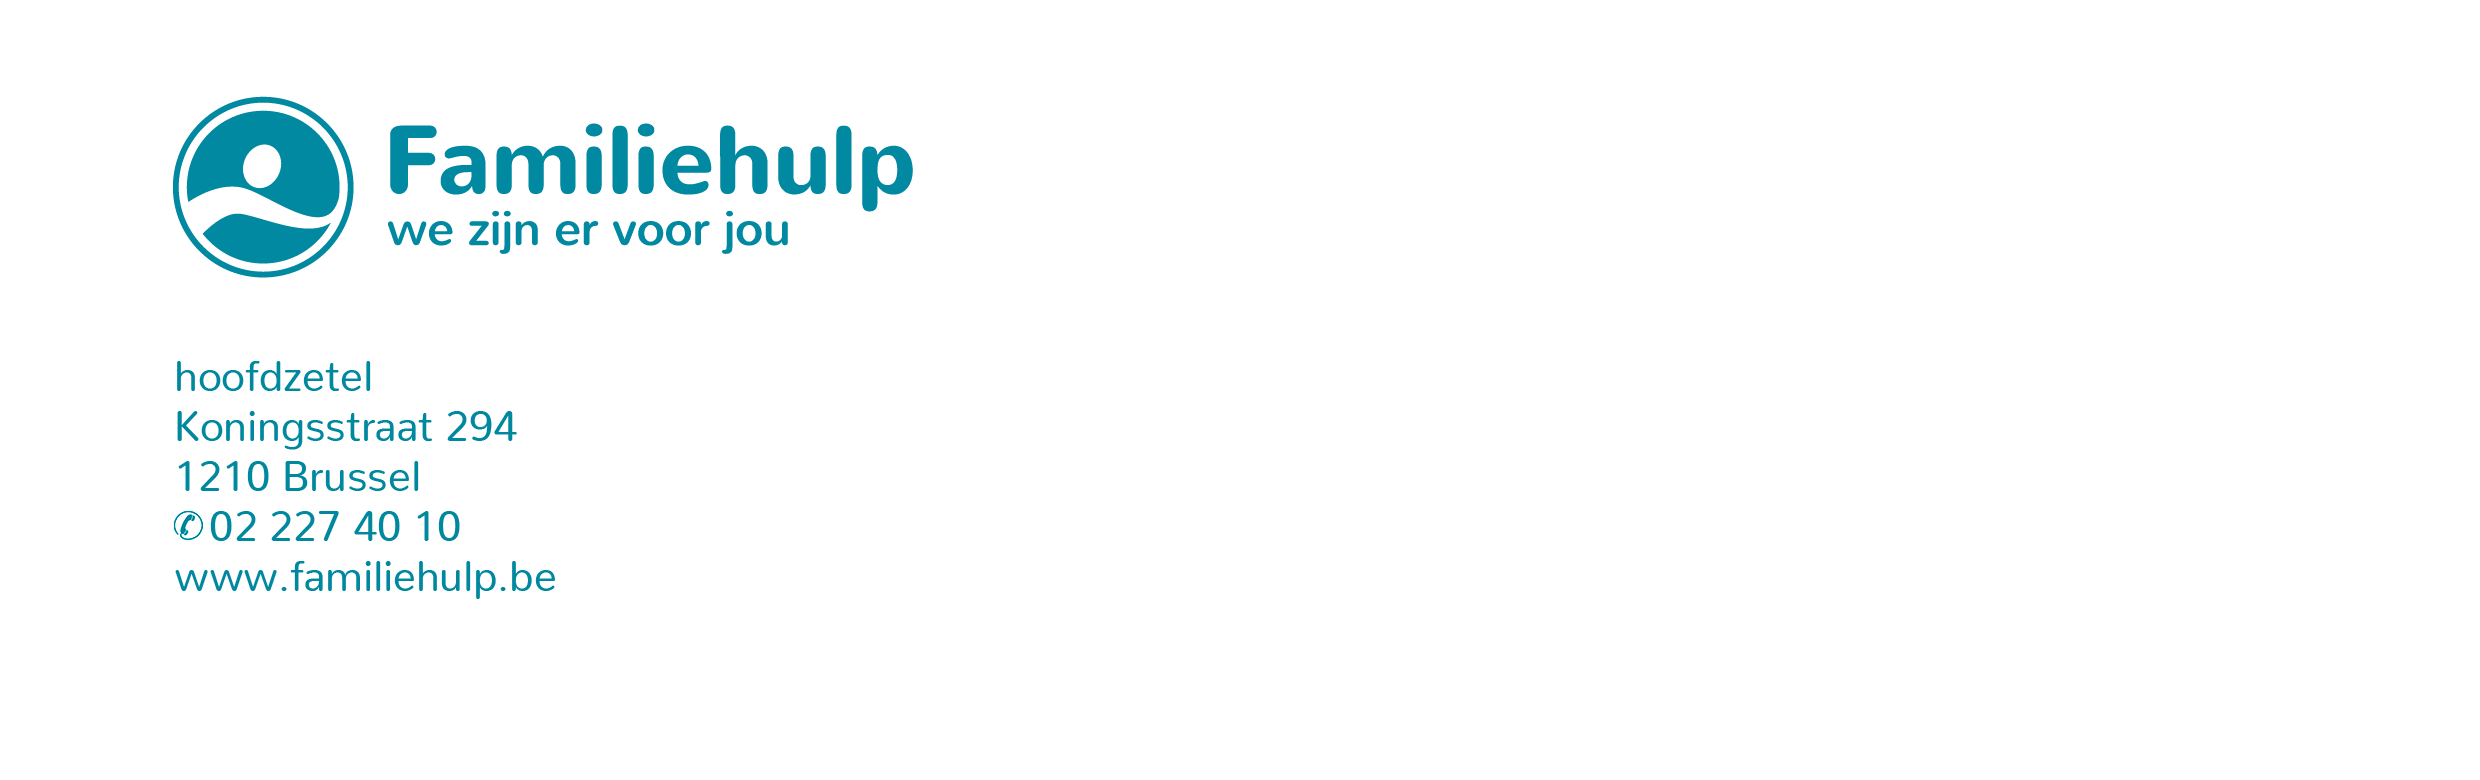 Familiehulp
we zijn er voor jou
hoofdzetel
Koningsstraat 294
1210 Brussel
✆02 227 40 10
www.familiehulp.be